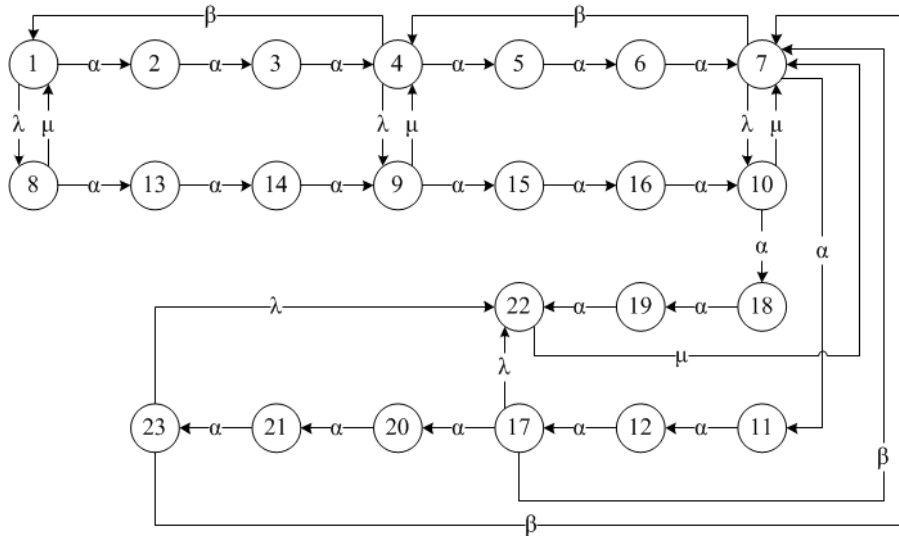 β β
1 α 2 α 3 α 4 α 5 α 6 α 7
λ μ λ μ λ μ
8 α 13 α 14 α 9 α 15 α 16 α 10
α α
λ 22 α 19 α 18
μ
λ
23 α 21 α 20 α 17 α 12 α 11
β
β